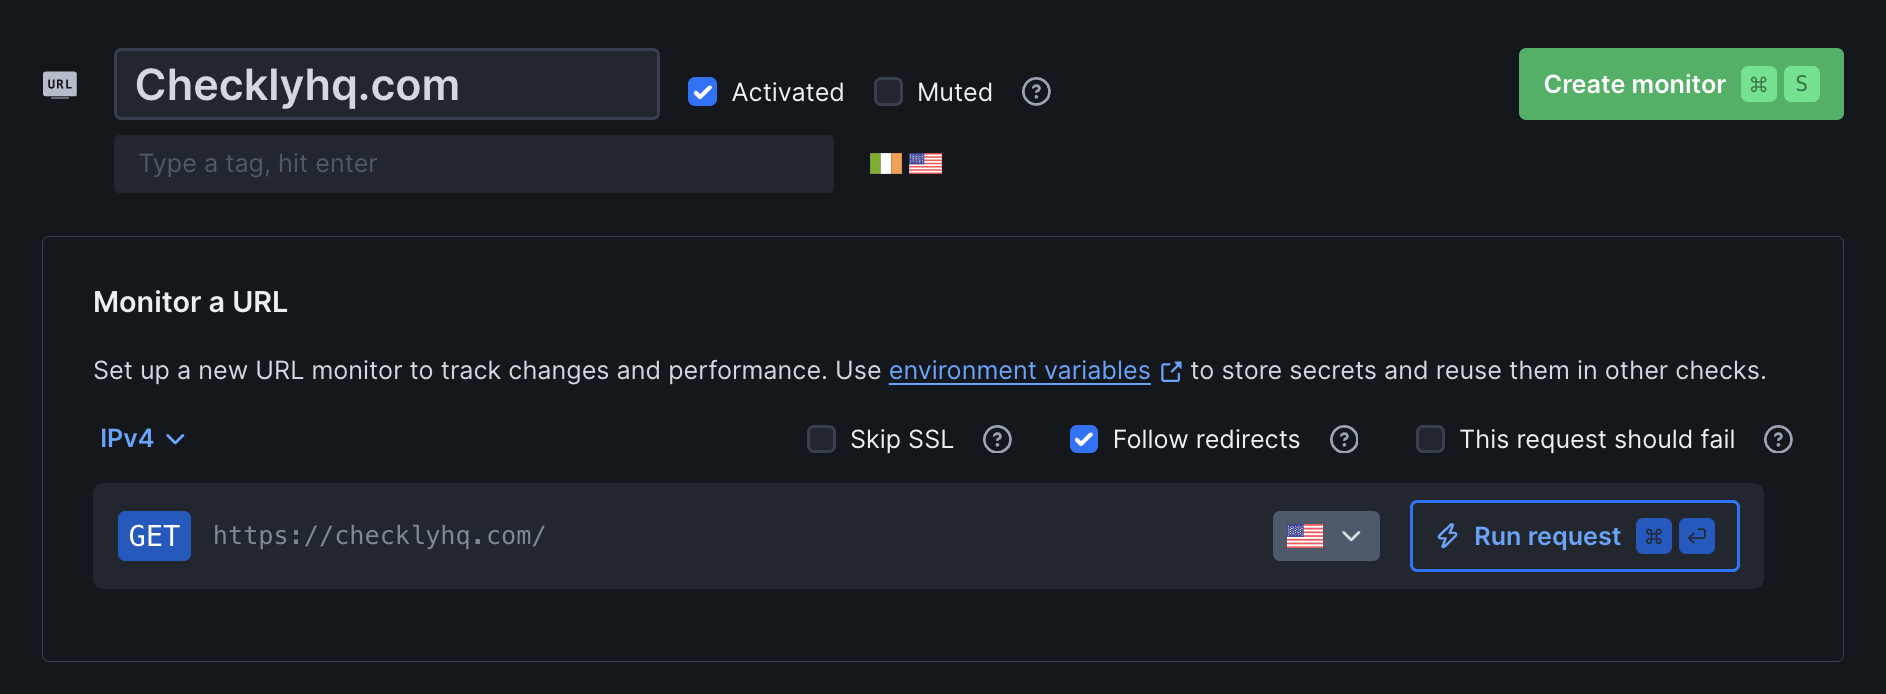 URL
Checklyhq.com
Activated
Muted
?
Create monitor ⌘ S
Type a tag, hit enter
Monitor a URL
Set up a new URL monitor to track changes and performance. Use environment variables to store secrets and reuse them in other checks.
IPv4
Skip SSL ?
Follow redirects ?
This request should fail ?
GET https://checklyhq.com/
Run request ⌘ ↵